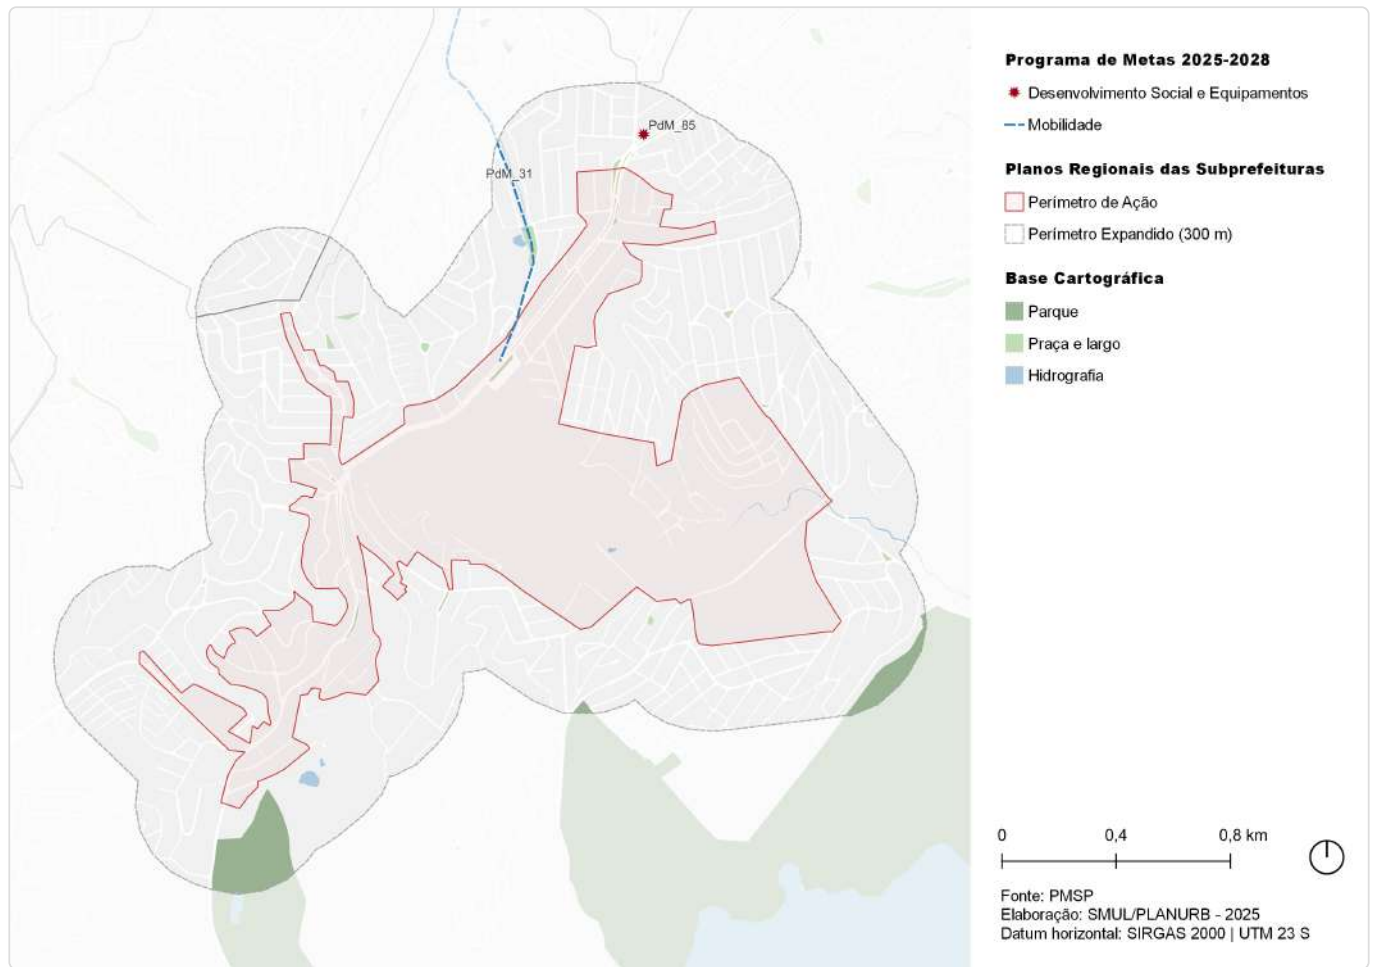 PdM_85
PdM_31
Programa de Metas 2025-2028
Desenvolvimento Social e Equipamentos
Mobilidade
Planos Regionais das Subprefeituras
Perímetro de Ação
Perímetro Expandido (300 m)
Base Cartográfica
Parque
Praça e largo
Hidrografia
0 0,4 0,8 km
Fonte: PMSP
Elaboração: SMUL/PLANURB - 2025
Datum horizontal: SIRGAS 2000 | UTM 23 S